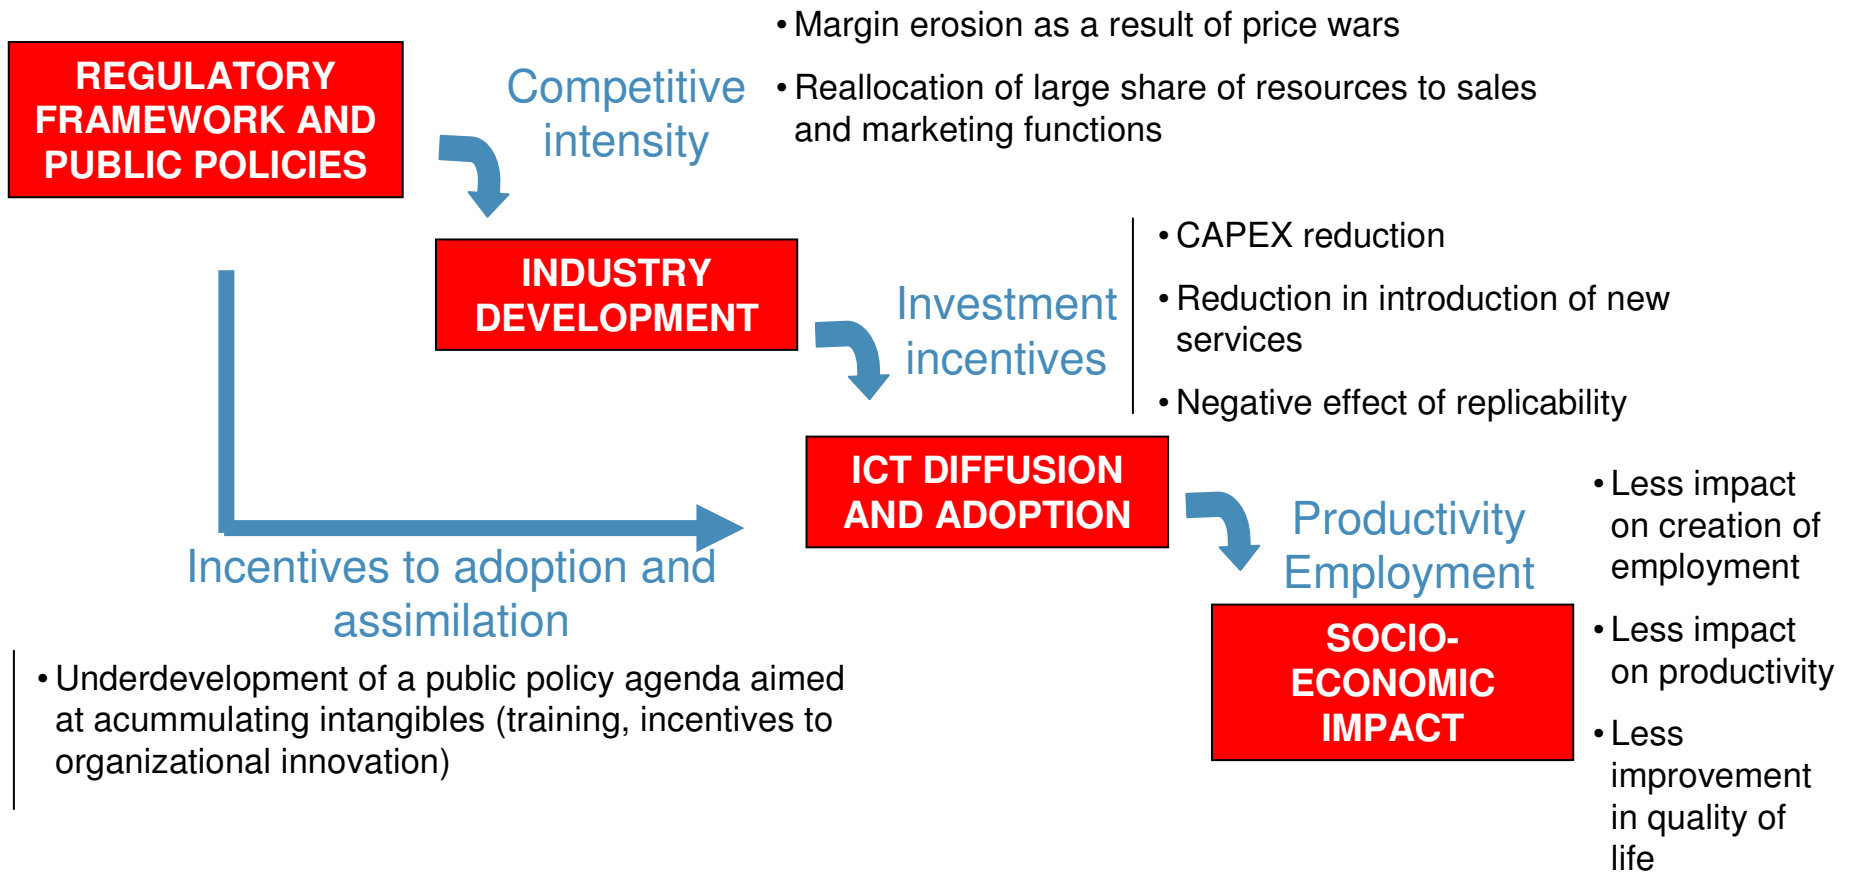 REGULATORY
FRAMEWORK AND
PUBLIC POLICIES
Competitive
intensity
• Margin erosion as a result of price wars
• Reallocation of large share of resources to sales
and marketing functions
INDUSTRY
DEVELOPMENT
Investment
incentives
• CAPEX reduction
• Reduction in introduction of new
services
• Negative effect of replicability
ICT DIFFUSION
AND ADOPTION
Productivity
Employment
• Less impact
on creation of
employment
• Less impact
on productivity
• Less
improvement
in quality of
life
SOCIO-
ECONOMIC
IMPACT
Incentives to adoption and
assimilation
• Underdevelopment of a public policy agenda aimed
at acummulating intangibles (training, incentives to
organizational innovation)